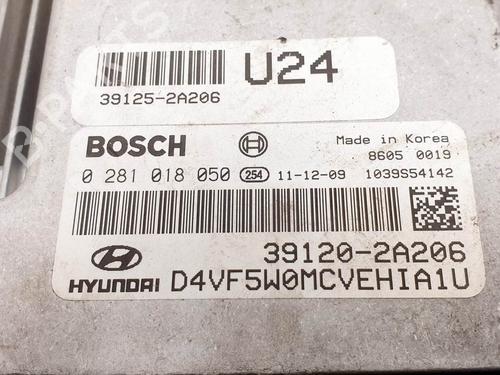 U24
39125-2A206
BOSCH
Made in Korea
8605 0019
0 281 018 050 254 11-12-09 1039S54142
39120-2A206
HYUNDAI D4VF5W0MCVEHIA1U